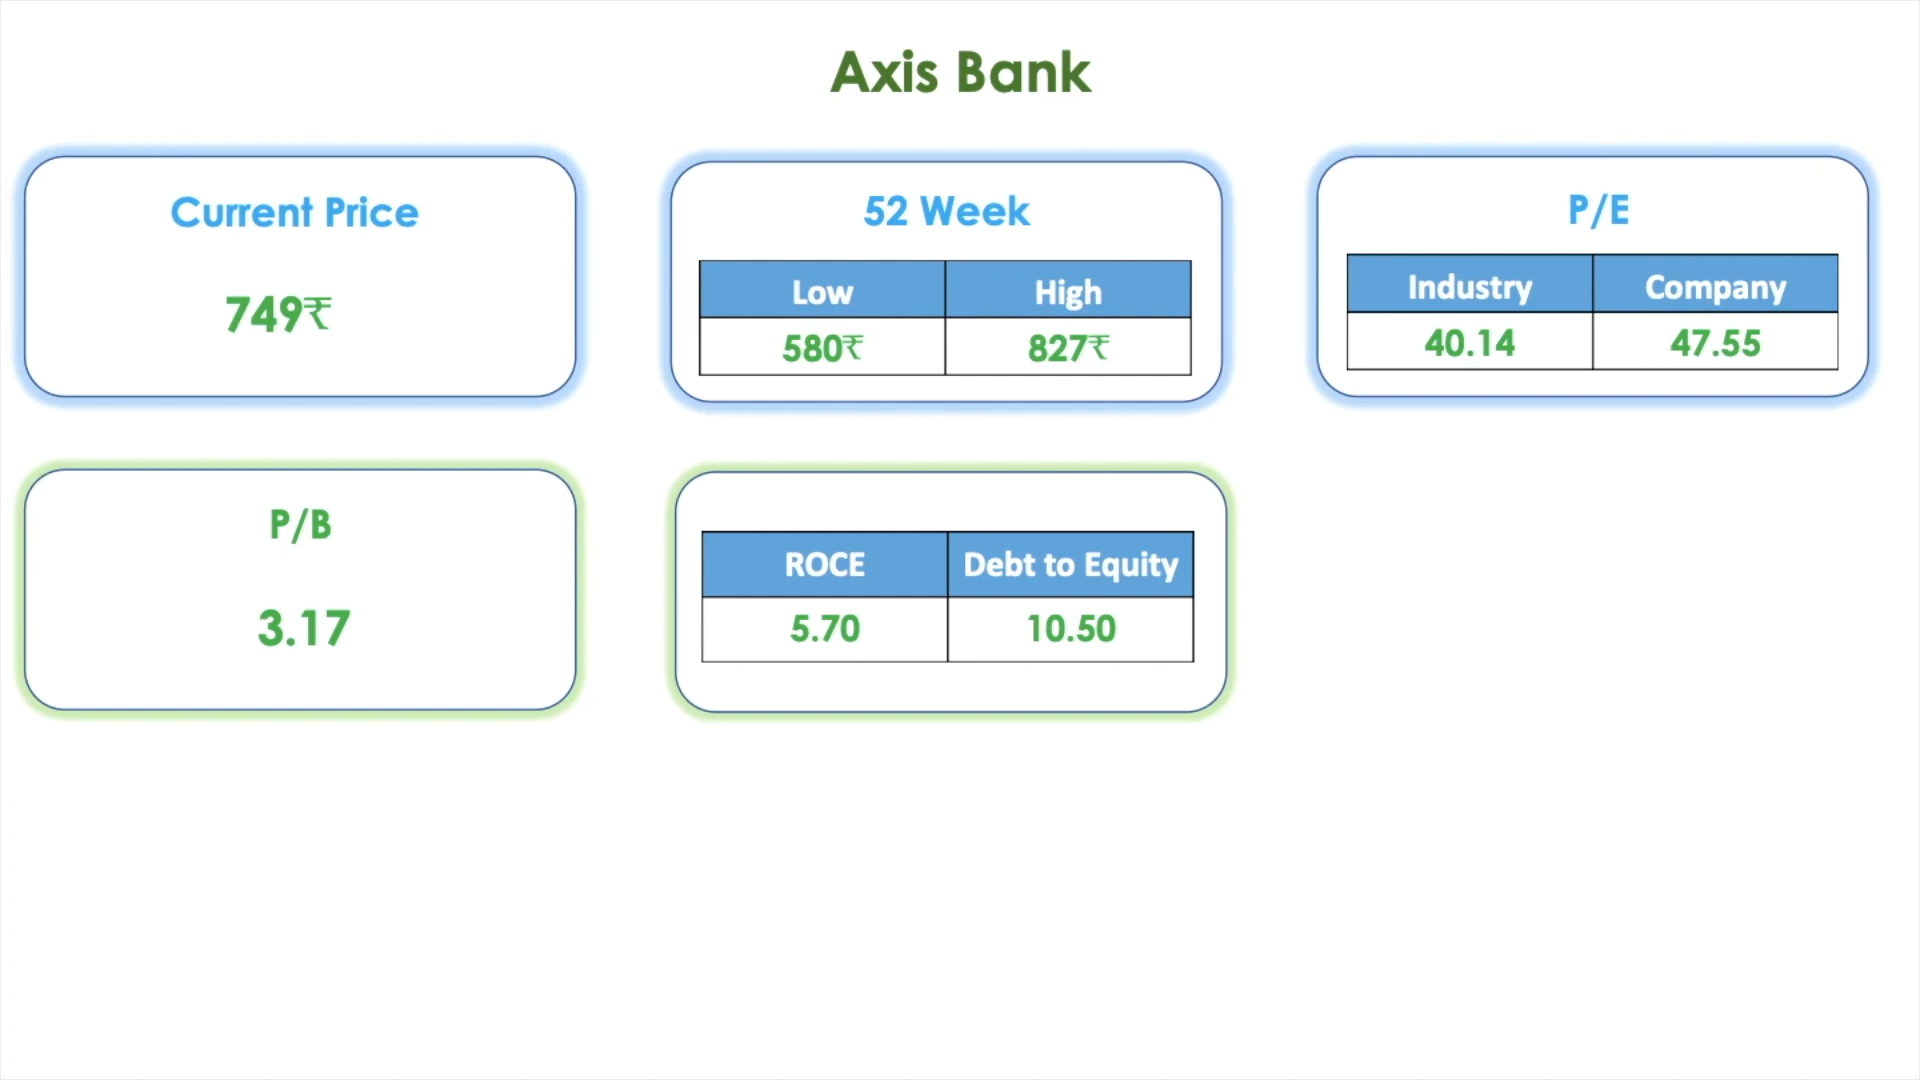 Axis Bank
Current Price
749₹
52 Week
Low High
580₹ 827₹
P/E
Industry Company
40.14 47.55
P/B
3.17
ROCE Debt to Equity
5.70 10.50